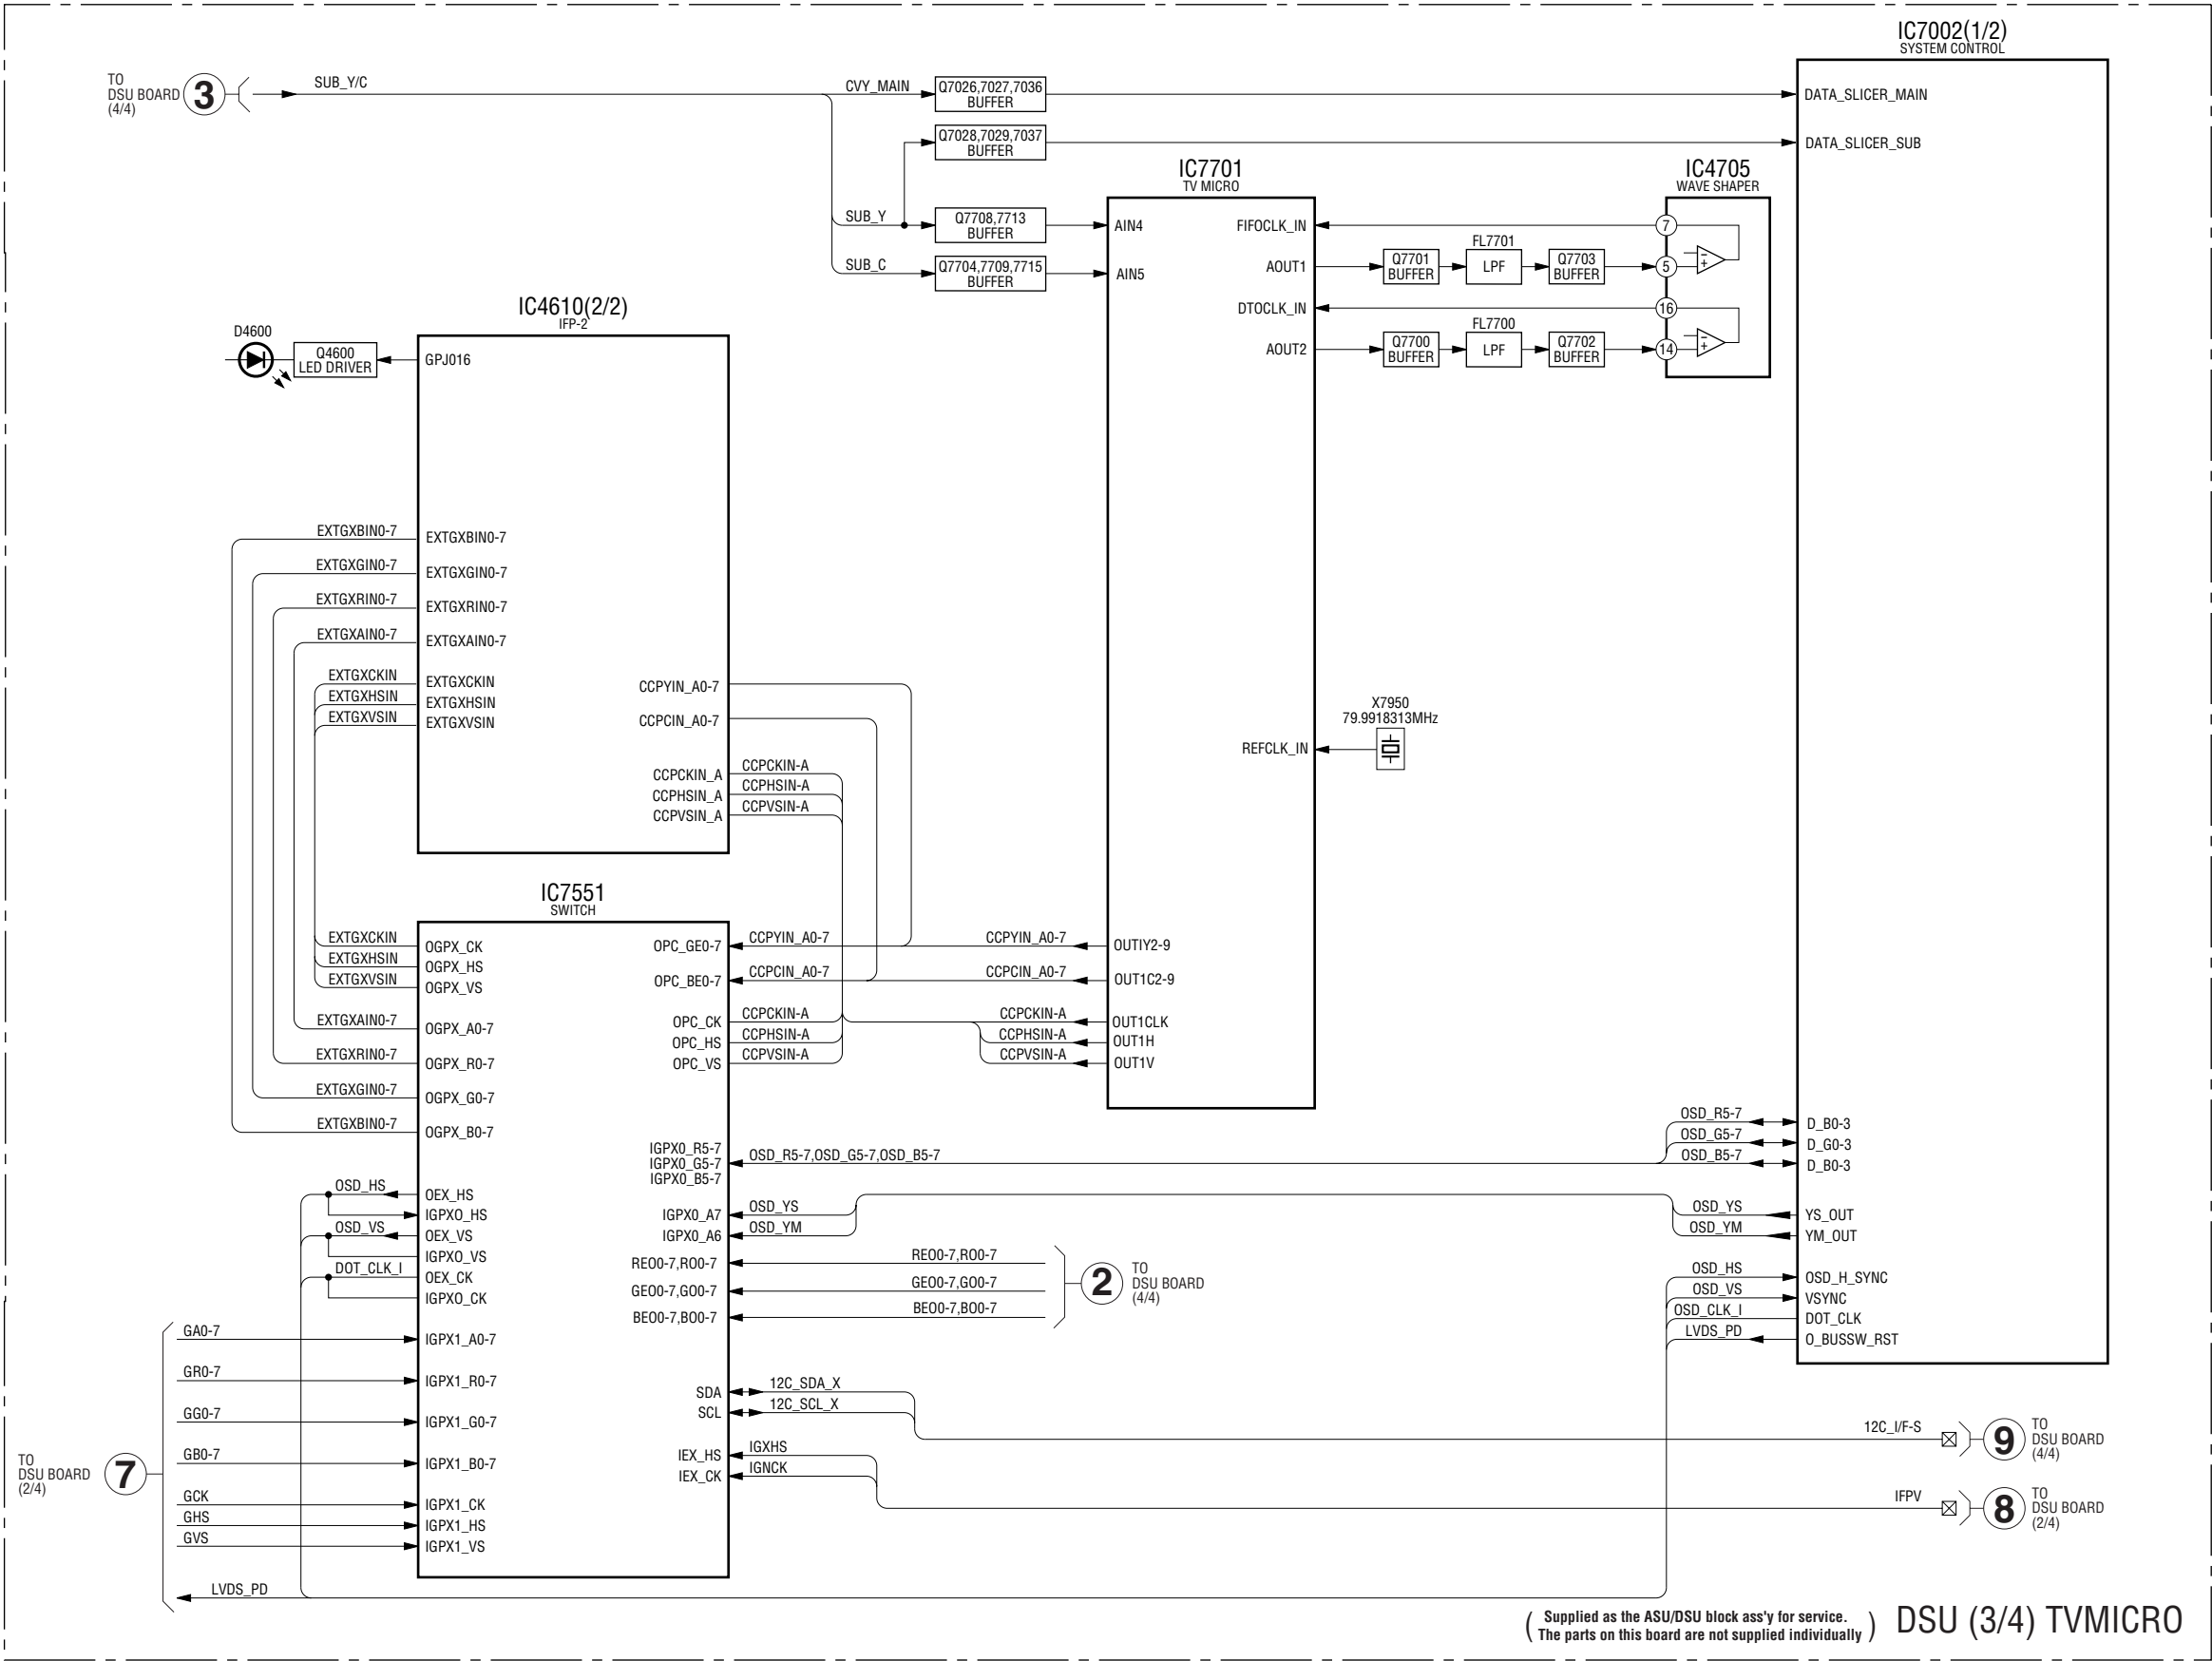 IC7002(1/2)
SYSTEM CONTROL
TO
DSU BOARD
(4/4)
3
SUB_Y/C
CVY_MAIN
Q7026,7027,7036
BUFFER
DATA_SLICER_MAIN
Q7028,7029,7037
BUFFER
DATA_SLICER_SUB
IC7701
TV MICRO
IC4705
WAVE SHAPER
SUB_Y
Q7708,7713
BUFFER
AIN4
FIFOCLK_IN
7
SUB_C
Q7704,7709,7715
BUFFER
AIN5
AOUT1
Q7701
BUFFER
FL7701
LPF
Q7703
BUFFER
5
DTOCLK_IN
16
AOUT2
Q7700
BUFFER
FL7700
LPF
Q7702
BUFFER
14
IC4610(2/2)
IFP-2
D4600
Q4600
LED DRIVER
GPJ016
EXTGXBIN0-7
EXTGXBIN0-7
EXTGXGIN0-7
EXTGXGIN0-7
EXTGXRIN0-7
EXTGXRIN0-7
EXTGXAIN0-7
EXTGXAIN0-7
EXTGXCKIN
EXTGXCKIN
EXTGXHSIN
EXTGXHSIN
EXTGXVSIN
EXTGXVSIN
CCPYIN_A0-7
CCPCIN_A0-7
CCPCKIN_A
CCPCKIN-A
CCPHSIN_A
CCPHSIN-A
CCPVSIN_A
CCPVSIN-A
X7950
79.9918313MHz
REFCLK_IN
IC7551
SWITCH
EXTGXCKIN
OGPX_CK
EXTGXHSIN
OGPX_HS
EXTGXVSIN
OGPX_VS
EXTGXAIN0-7
OGPX_A0-7
EXTGXRIN0-7
OGPX_R0-7
EXTGXGIN0-7
OGPX_G0-7
EXTGXBIN0-7
OGPX_B0-7
OPC_GE0-7
CCPYIN_A0-7
CCPYIN_A0-7
OUTIY2-9
OPC_BE0-7
CCPCIN_A0-7
CCPCIN_A0-7
OUT1C2-9
OPC_CK
CCPCKIN-A
CCPCKIN-A
OUT1CLK
OPC_HS
CCPHSIN-A
CCPHSIN-A
OUT1H
OPC_VS
CCPVSIN-A
CCPVSIN-A
OUT1V
IGPX0_R5-7
IGPX0_G5-7
IGPX0_B5-7
OSD_R5-7,OSD_G5-7,OSD_B5-7
OSD_R5-7
D_B0-3
OSD_G5-7
D_G0-3
OSD_B5-7
D_B0-3
OSD_HS
OEX_HS
IGPXO_HS
OSD_VS
OEX_VS
IGPXO_VS
DOT_CLK_I
OEX_CK
IGPXO_CK
IGPX0_A7
OSD_YS
OSD_YS
YS_OUT
IGPX0_A6
OSD_YM
OSD_YM
YM_OUT
REO0-7,RO0-7
REO0-7,RO0-7
GEO0-7,GO0-7
GEO0-7,GO0-7
BEO0-7,BO0-7
BEO0-7,BO0-7
2
TO
DSU BOARD
(4/4)
OSD_HS
OSD_H_SYNC
OSD_VS
VSYNC
OSD_CLK_I
DOT_CLK
LVDS_PD
O_BUSSW_RST
TO
DSU BOARD
(2/4)
7
GA0-7
IGPX1_A0-7
GR0-7
IGPX1_R0-7
GG0-7
IGPX1_G0-7
GB0-7
IGPX1_B0-7
GCK
IGPX1_CK
GHS
IGPX1_HS
GVS
IGPX1_VS
LVDS_PD
SDA
12C_SDA_X
SCL
12C_SCL_X
IEX_HS
IGXHS
IEX_CK
IGNCK
12C_I/F-S
9
TO
DSU BOARD
(4/4)
IFPV
8
TO
DSU BOARD
(2/4)
( Supplied as the ASU/DSU block ass'y for service.
The parts on this board are not supplied individually )
DSU (3/4) TVMICRO